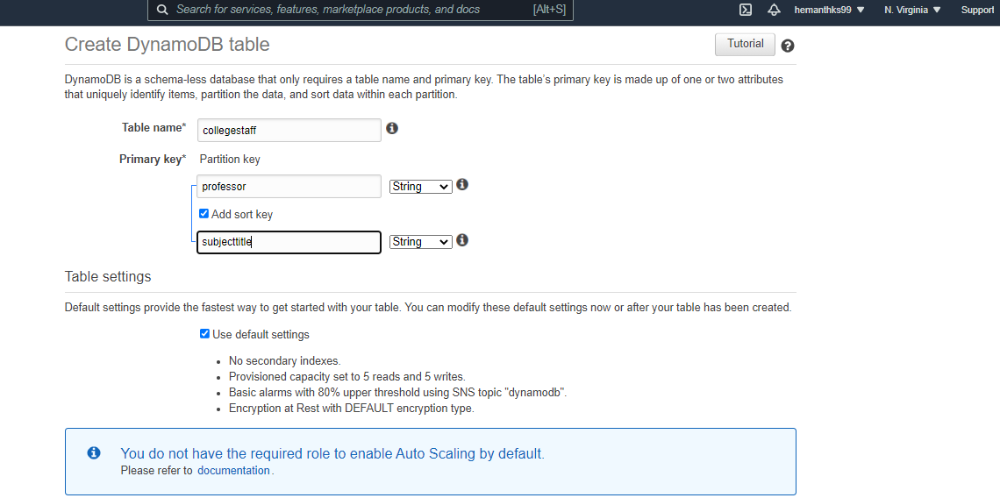 Search for services, features, marketplace products, and docs [Alt+S] hemanthks99 N. Virginia Support
Create DynamoDB table Tutorial
DynamoDB is a schema-less database that only requires a table name and primary key. The table's primary key is made up of one or two attributes
that uniquely identify items, partition the data, and sort data within each partition.
Table name* collegestaff
Primary key* Partition key
professor String
Add sort key
subjecttitle String
Table settings
Default settings provide the fastest way to get started with your table. You can modify these default settings now or after your table has been created.
Use default settings
No secondary indexes.
Provisioned capacity set to 5 reads and 5 writes.
Basic alarms with 80% upper threshold using SNS topic "dynamodb".
Encryption at Rest with DEFAULT encryption type.
You do not have the required role to enable Auto Scaling by default.
Please refer to documentation.